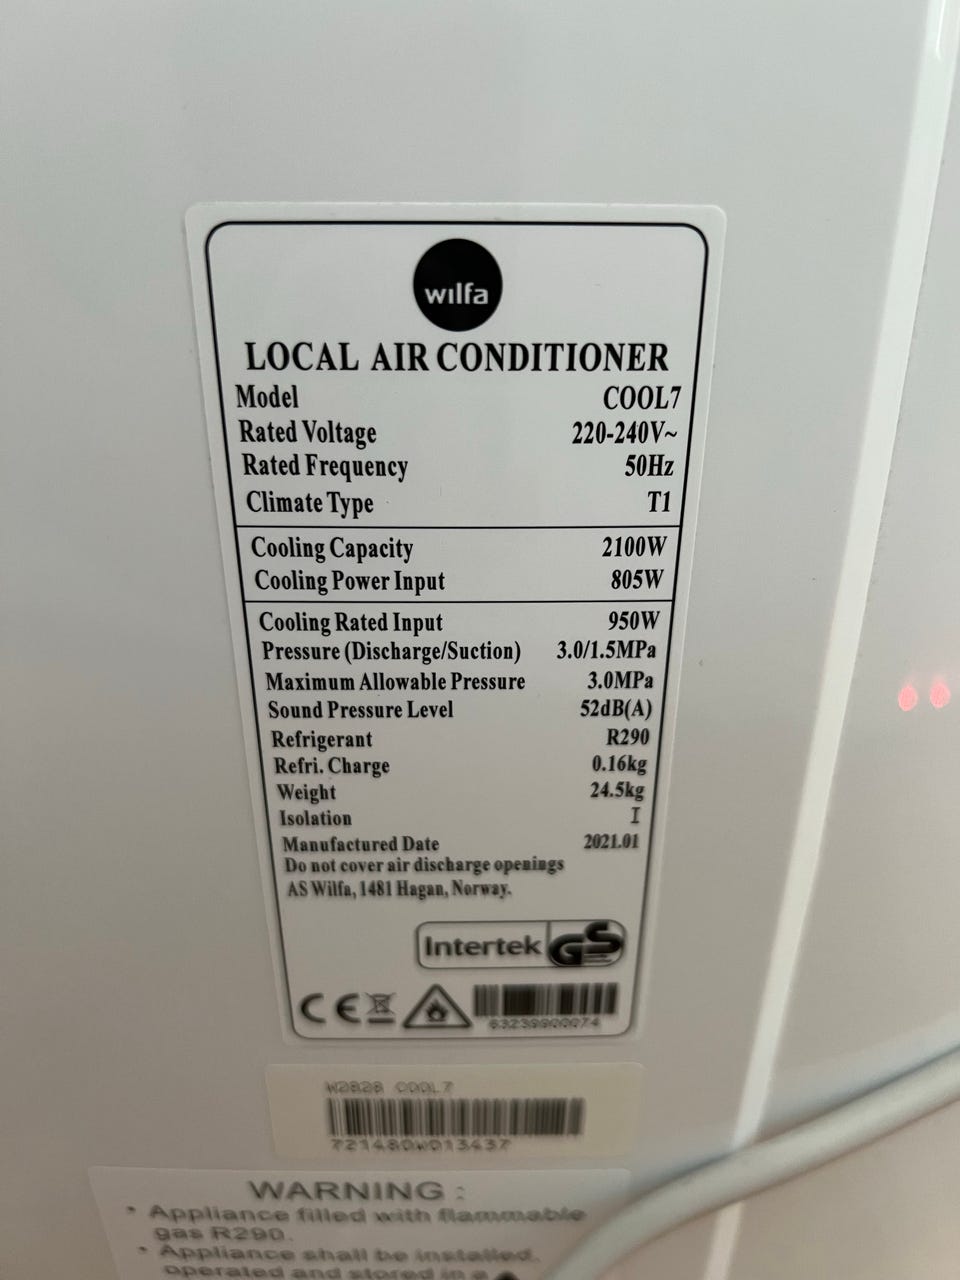 wilfa
LOCAL AIR CONDITIONER
Model COOL7
Rated Voltage 220-240V~
Rated Frequency 50Hz
Climate Type T1
Cooling Capacity 2100W
Cooling Power Input 805W
Cooling Rated Input 950W
Pressure (Discharge/Suction) 3.0/1.5MPa
Maximum Allowable Pressure 3.0MPa
Sound Pressure Level 52dB(A)
Refrigerant R290
Refri. Charge 0.16kg
Weight 24.5kg
Isolation I
Manufactured Date 2021.01
Do not cover air discharge openings
AS Wilfa, 1481 Hagan, Norway.
Intertek GS
CE
63239900074
W2828 COOL7
721480W013437
WARNING :
• Appliance filled with flammable
gas R290.
• Appliance shall be installed,
operated and stored in a